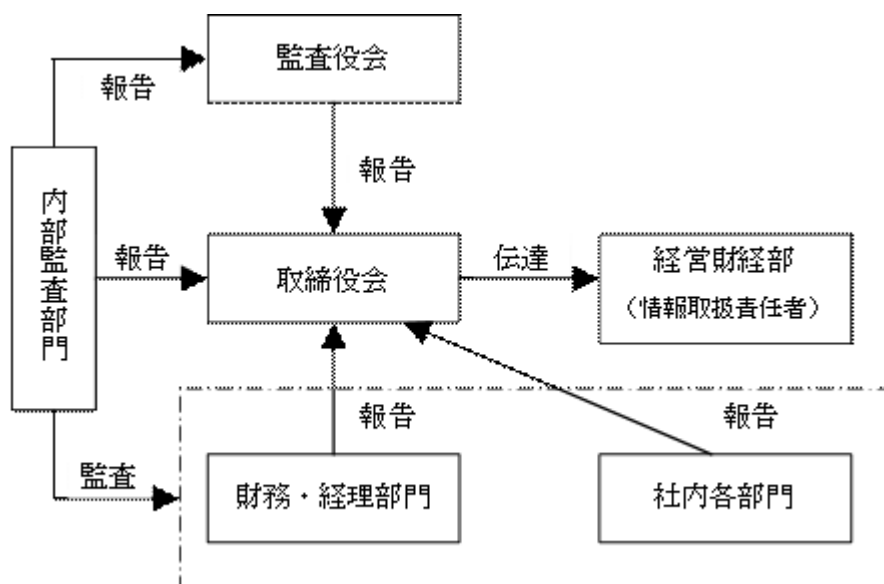 監査役会
報告
報告
内部監査部門
報告
取締役会
伝達
経営財経部
（情報取扱責任者）
報告
報告
監査
財務・経理部門
社内各部門